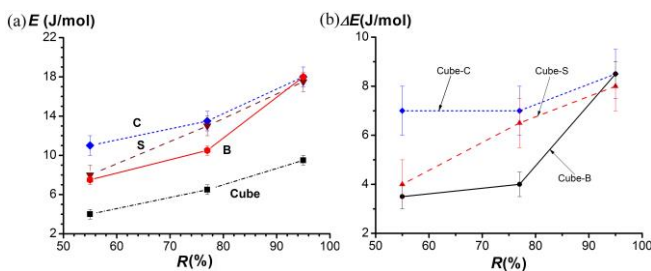 (a) E (J/mol)
22
18
14
10
6
2
C
S
B
Cube
50 60 70 80 90 100
R(%)
(b) ΔE(J/mol)
10
8
6
4
2
Cube-C
Cube-S
Cube-B
50 60 70 80 90 100
R(%)